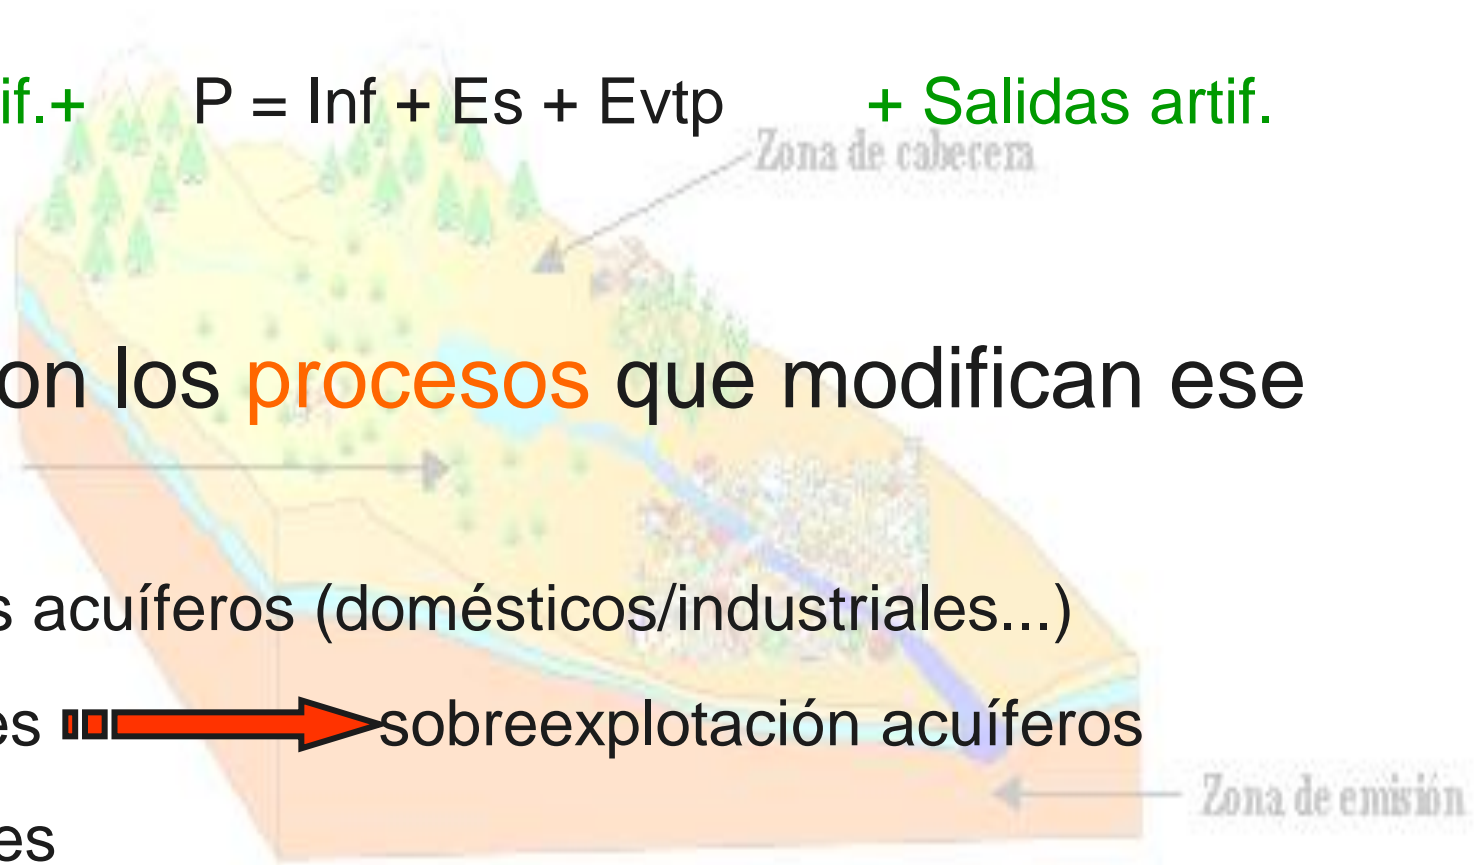 if.+ P = Inf + Es + Evtp + Salidas artif.
Zona de cabecera
on los procesos que modifican ese
s acuíferos (domésticos/industriales...)
es sobreexplotación acuíferos
Zona de emisión
es